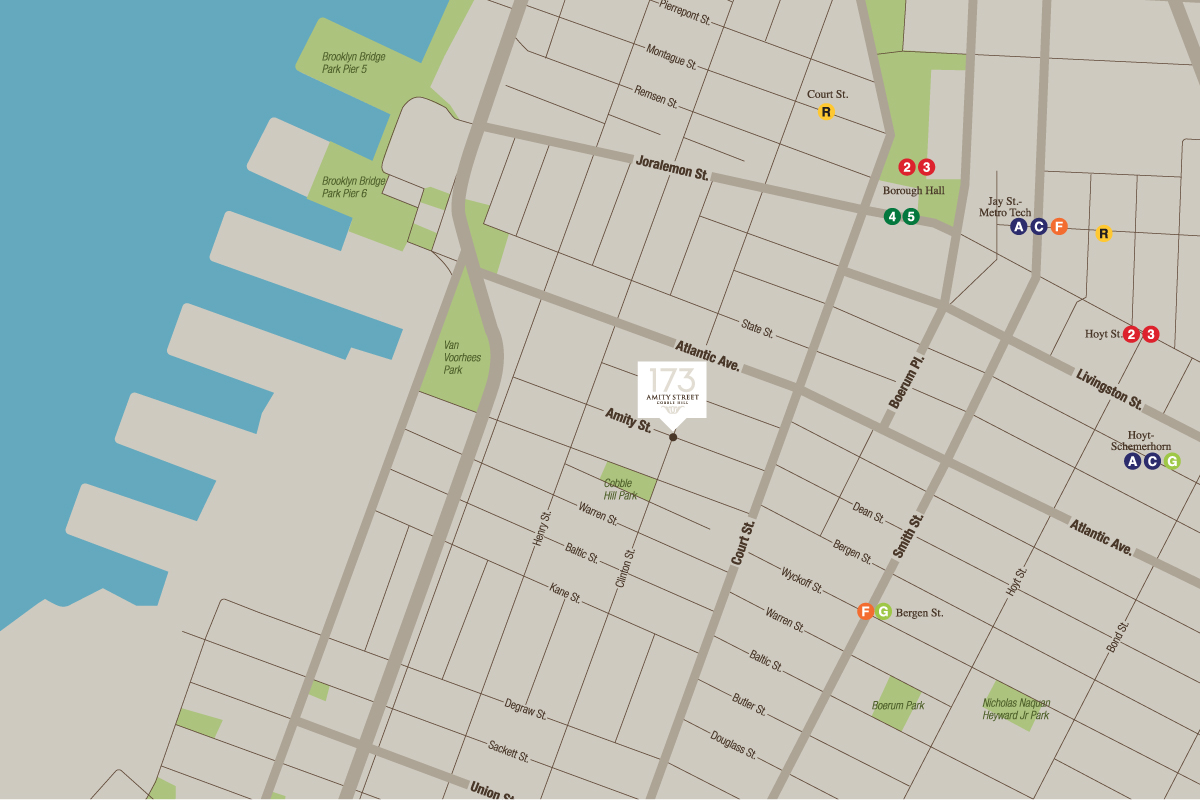 Pierrepont St.
Montague St.
Remsen St.
Brooklyn Bridge
Park Pier 5
Court St.
R
Joralemon St.
2 3
Borough Hall
4 5
Brooklyn Bridge
Park Pier 6
Jay St.-
Metro Tech
A C F
R
State St.
Hoyt St. 2 3
Van
Voorhees
Park
Atlantic Ave.
173
AMITY STREET
COBBLE HILL
Boerum Pl.
Livingston St.
Amity St.
Hoyt-
Schemerhorn
A C G
Cobble
Hill Park
Warren St.
Henry St.
Baltic St.
Clinton St.
Kane St.
Court St.
Dean St.
Bergen St.
Smith St.
Wyckoff St.
Atlantic Ave.
Hoyt St.
F G Bergen St.
Warren St.
Bond St.
Baltic St.
Butler St.
Douglass St.
Boerum Park
Nicholas Naquan
Heyward Jr Park
Degraw St.
Sackett St.
Union St.